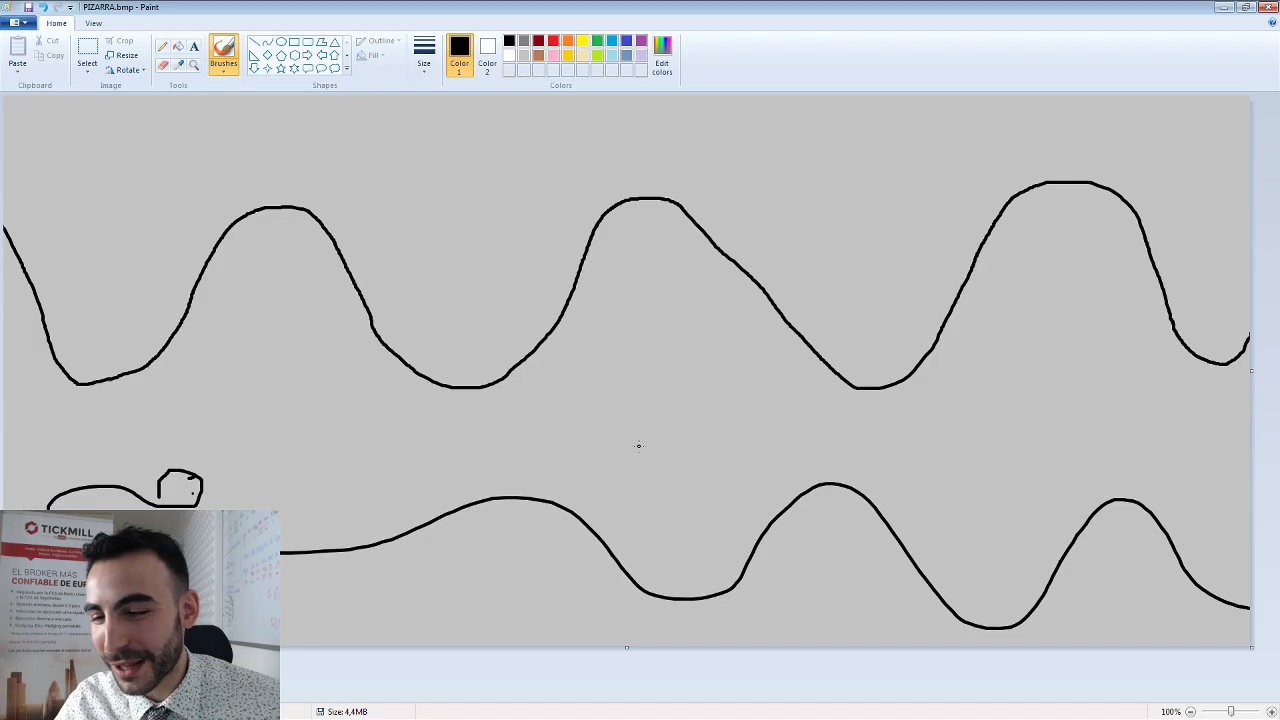 PIZARRA.bmp - Paint
Home
View
Paste
Cut
Copy
Clipboard
Select
Crop
Resize
Rotate
Image
Tools
Brushes
Shapes
Outline
Fill
Size
Color 1
Color 2
Edit colors
Colors
TICKMILL
EL BROKER MÁS
CONFIABLE DE EUR
Size: 4,4MB
100%